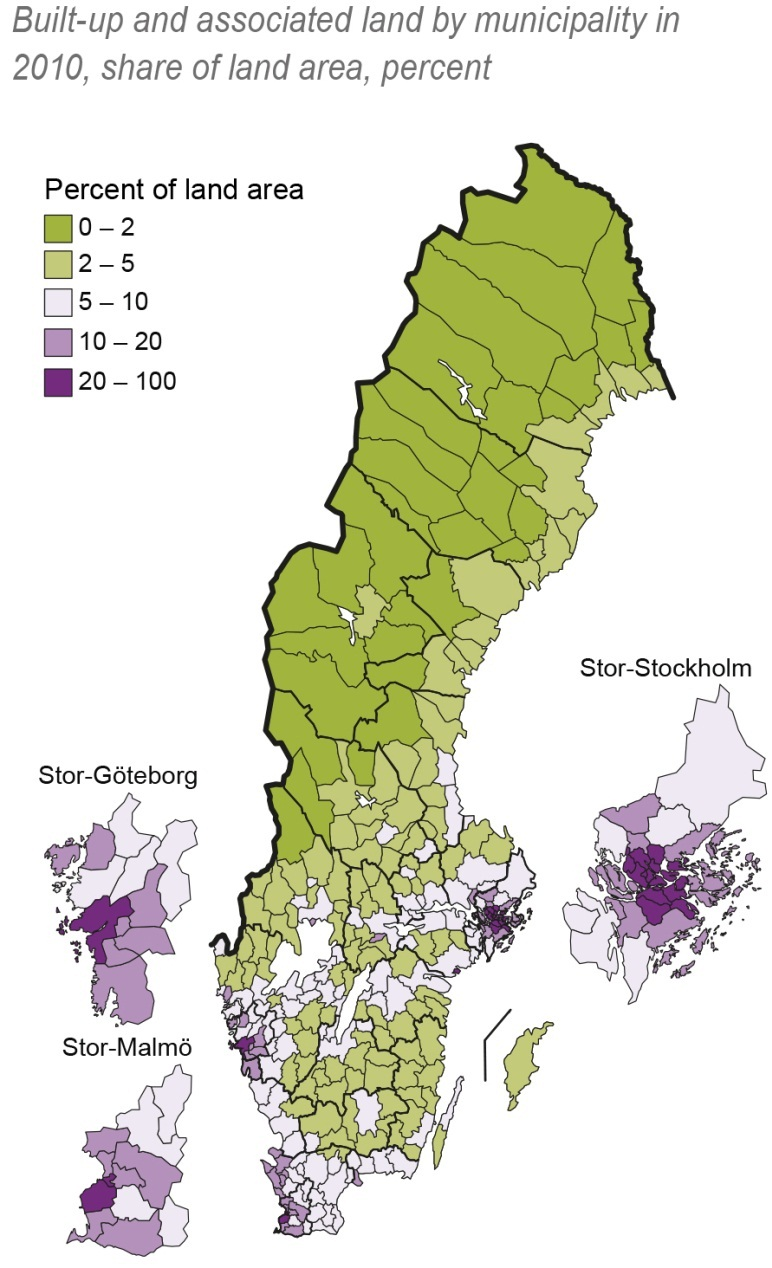 Built-up and associated land by municipality in
2010, share of land area, percent
Percent of land area
0 – 2
2 – 5
5 – 10
10 – 20
20 – 100
Stor-Stockholm
Stor-Göteborg
Stor-Malmö